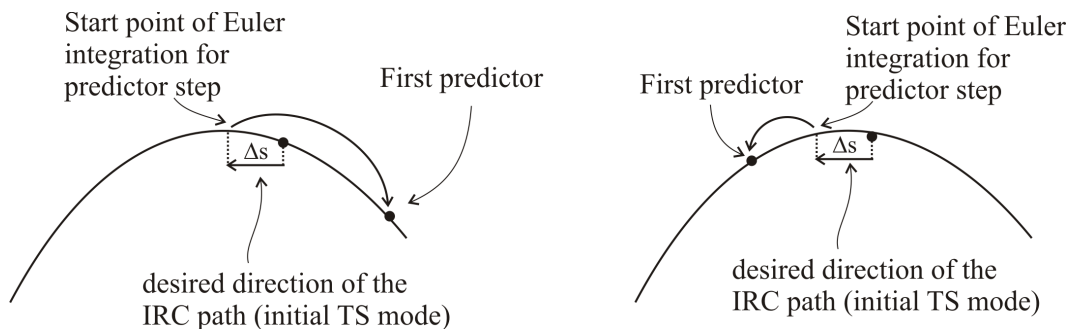 Start point of Euler
integration for
predictor step
First predictor
Δs
desired direction of the
IRC path (initial TS mode)
Start point of Euler
integration for
predictor step
First predictor
Δs
desired direction of the
IRC path (initial TS mode)